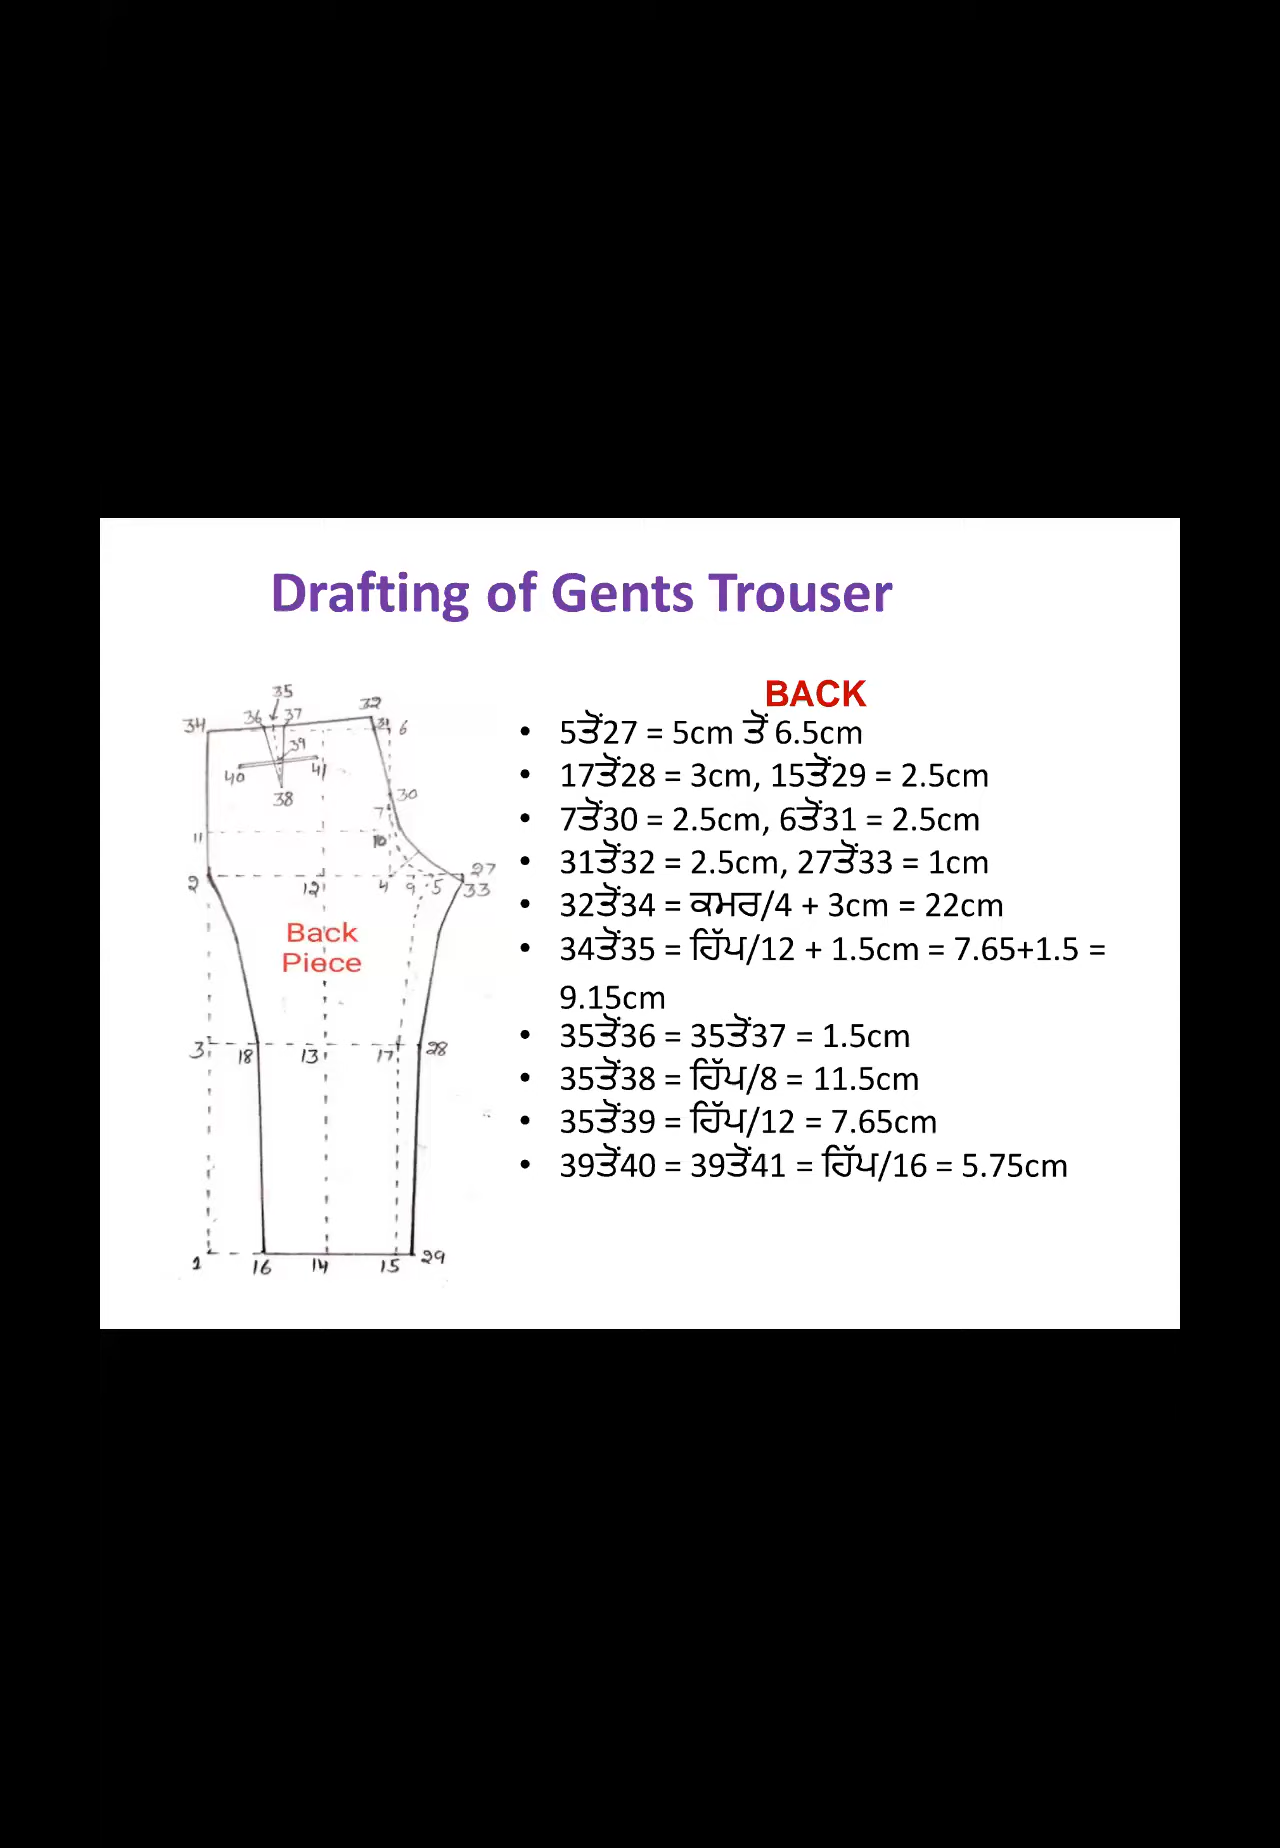 Drafting of Gents Trouser
BACK
• 5ਤੋਂ27 = 5cm ਤੋਂ 6.5cm
• 17ਤੋਂ28 = 3cm, 15ਤੋਂ29 = 2.5cm
• 7ਤੋਂ30 = 2.5cm, 6ਤੋਂ31 = 2.5cm
• 31ਤੋਂ32 = 2.5cm, 27ਤੋਂ33 = 1cm
• 32ਤੋਂ34 = ਕਮਰ/4 + 3cm = 22cm
• 34ਤੋਂ35 = ਹਿੱਪ/12 + 1.5cm = 7.65+1.5 =
9.15cm
• 35ਤੋਂ36 = 35ਤੋਂ37 = 1.5cm
• 35ਤੋਂ38 = ਹਿੱਪ/8 = 11.5cm
• 35ਤੋਂ39 = ਹਿੱਪ/12 = 7.65cm
• 39ਤੋਂ40 = 39ਤੋਂ41 = ਹਿੱਪ/16 = 5.75cm
35
34 36 37 32 31 6
39
40 41
38
30
7
11 10
2 12 4 9 5 27
33
Back
Piece
3 18 13 17 28
1 16 14 15 29